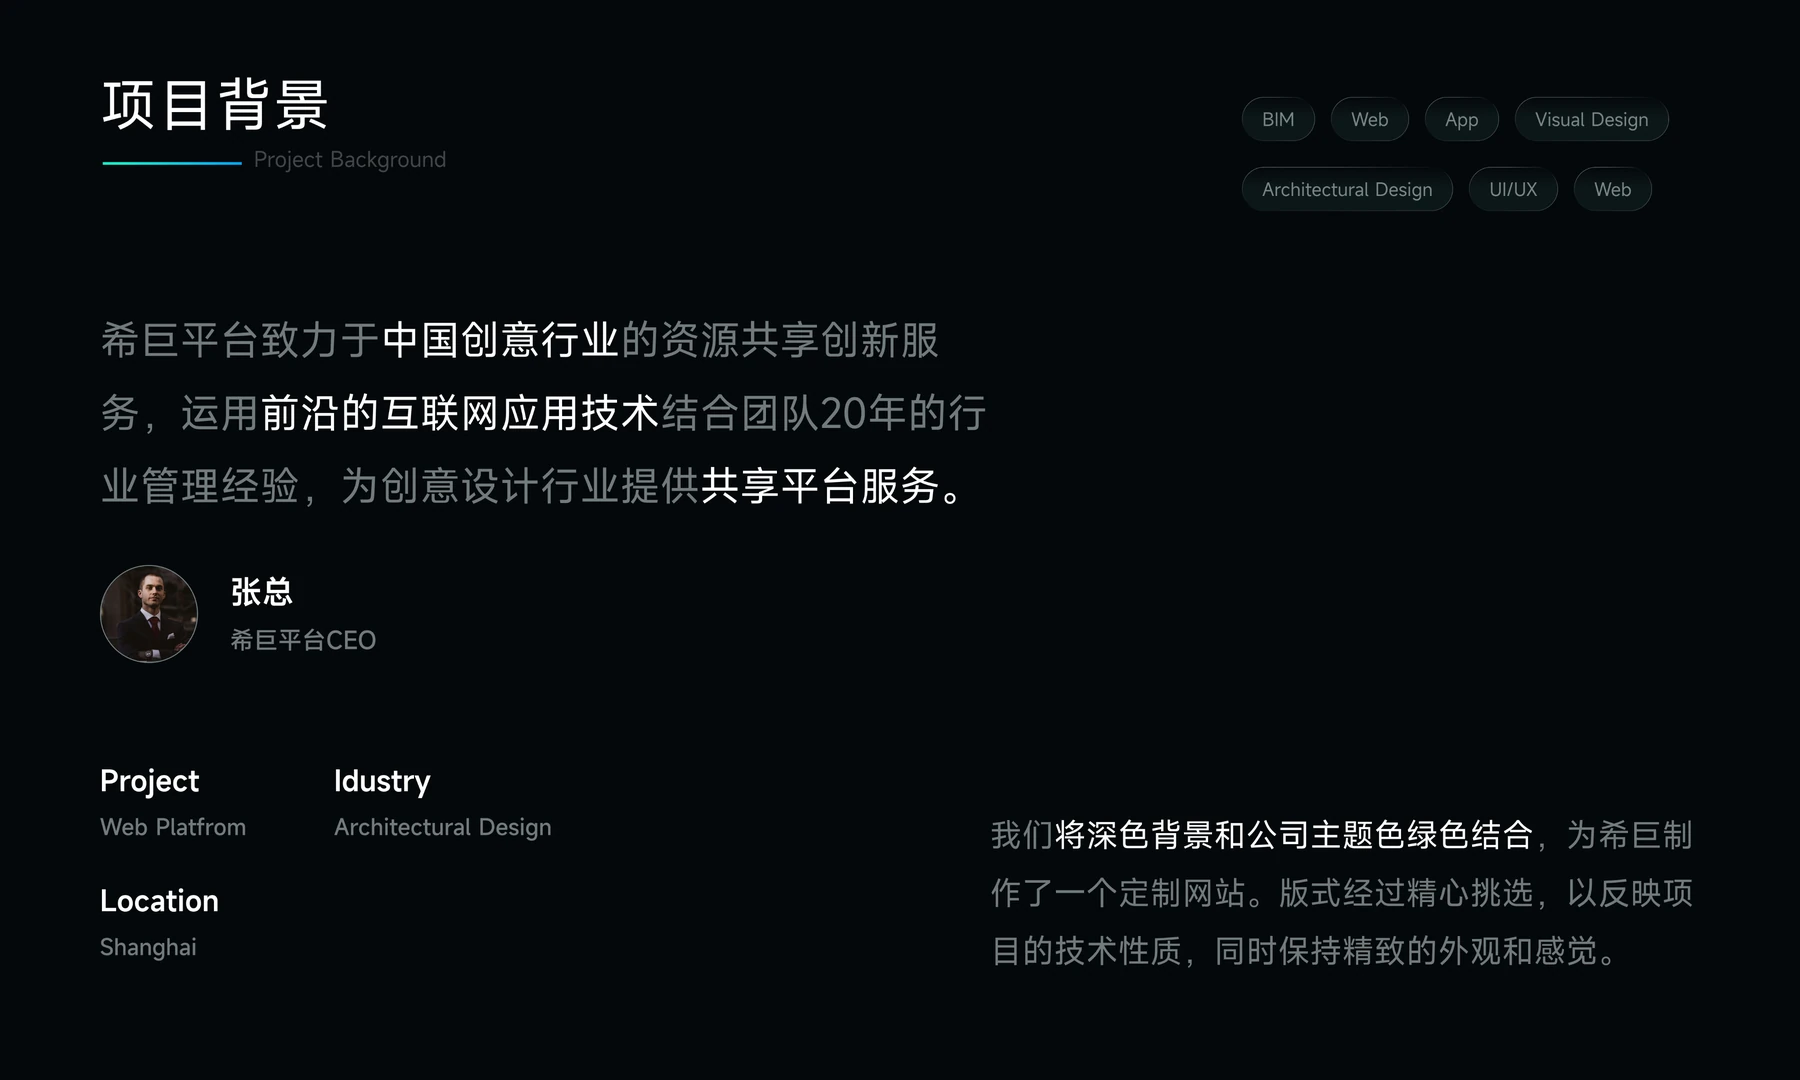 项目背景
Project Background
BIM
Web
App
Visual Design
Architectural Design
UI/UX
Web
希巨平台致力于中国创意行业的资源共享创新服
务，运用前沿的互联网应用技术结合团队20年的行
业管理经验，为创意设计行业提供共享平台服务。
张总
希巨平台CEO
Project
Web Platfrom
Idustry
Architectural Design
Location
Shanghai
我们将深色背景和公司主题色绿色结合，为希巨制
作了一个定制网站。版式经过精心挑选，以反映项
目的技术性质，同时保持精致的外观和感觉。